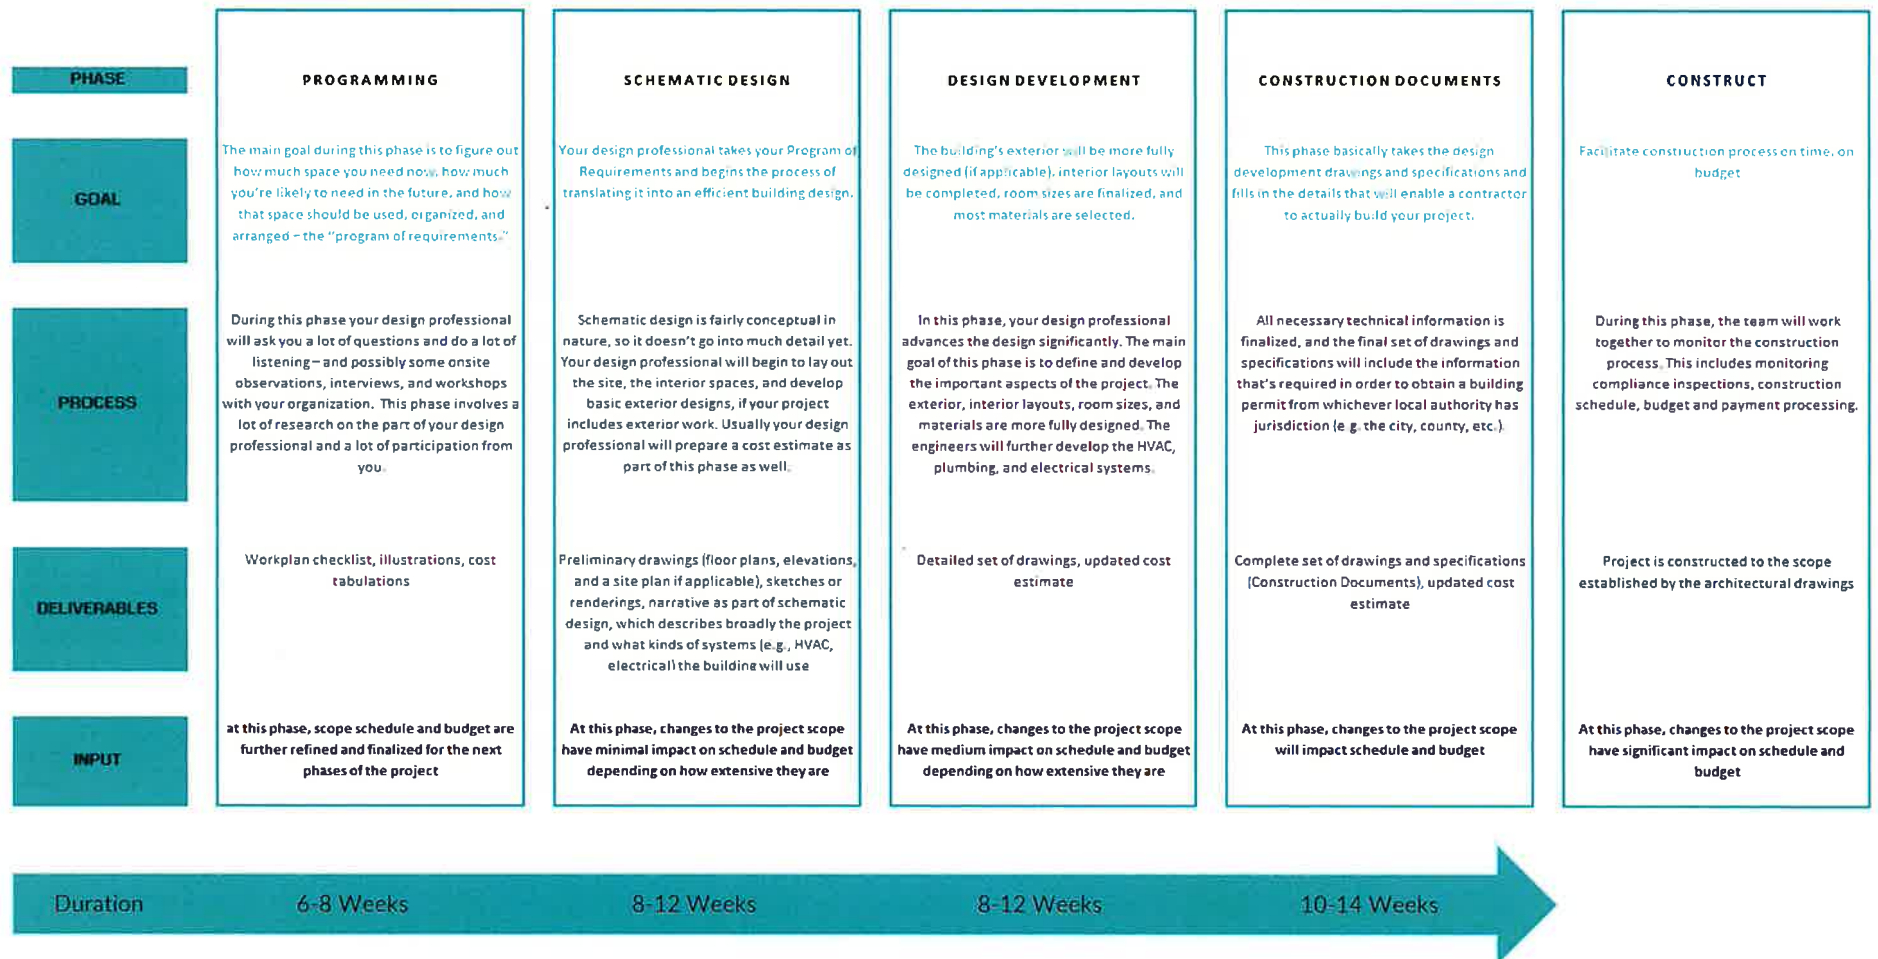 PHASE
PROGRAMMING
SCHEMATIC DESIGN
DESIGN DEVELOPMENT
CONSTRUCTION DOCUMENTS
CONSTRUCT
GOAL
The main goal during this phase is to figure out
how much space you need now, how much
you're likely to need in the future, and how
that space should be used, organized, and
arranged – the "program of requirements."
Your design professional takes your Program of
Requirements and begins the process of
translating it into an efficient building design.
The building's exterior will be more fully
designed (if applicable), interior layouts will
be completed, room sizes are finalized, and
most materials are selected.
This phase basically takes the design
development drawings and specifications and
fills in the details that will enable a contractor
to actually build your project.
Facilitate construction process on time, on
budget
PROCESS
During this phase your design professional
will ask you a lot of questions and do a lot of
listening – and possibly some onsite
observations, interviews, and workshops
with your organization. This phase involves a
lot of research on the part of your design
professional and a lot of participation from
you.
Schematic design is fairly conceptual in
nature, so it doesn't go into much detail yet.
Your design professional will begin to lay out
the site, the interior spaces, and develop
basic exterior designs, if your project
includes exterior work. Usually your design
professional will prepare a cost estimate as
part of this phase as well.
In this phase, your design professional
advances the design significantly. The main
goal of this phase is to define and develop
the important aspects of the project. The
exterior, interior layouts, room sizes, and
materials are more fully designed. The
engineers will further develop the HVAC,
plumbing, and electrical systems.
All necessary technical information is
finalized, and the final set of drawings and
specifications will include the information
that's required in order to obtain a building
permit from whichever local authority has
jurisdiction (e.g. the city, county, etc.).
During this phase, the team will work
together to monitor the construction
process. This includes monitoring
compliance inspections, construction
schedule, budget and payment processing.
DELIVERABLES
Workplan checklist, illustrations, cost
tabulations
Preliminary drawings (floor plans, elevations,
and a site plan if applicable), sketches or
renderings, narrative as part of schematic
design, which describes broadly the project
and what kinds of systems (e.g., HVAC,
electrical) the building will use
Detailed set of drawings, updated cost
estimate
Complete set of drawings and specifications
(Construction Documents), updated cost
estimate
Project is constructed to the scope
established by the architectural drawings
INPUT
at this phase, scope schedule and budget are
further refined and finalized for the next
phases of the project
At this phase, changes to the project scope
have minimal impact on schedule and budget
depending on how extensive they are
At this phase, changes to the project scope
have medium impact on schedule and budget
depending on how extensive they are
At this phase, changes to the project scope
will impact schedule and budget
At this phase, changes to the project scope
have significant impact on schedule and
budget
Duration
6-8 Weeks
8-12 Weeks
8-12 Weeks
10-14 Weeks